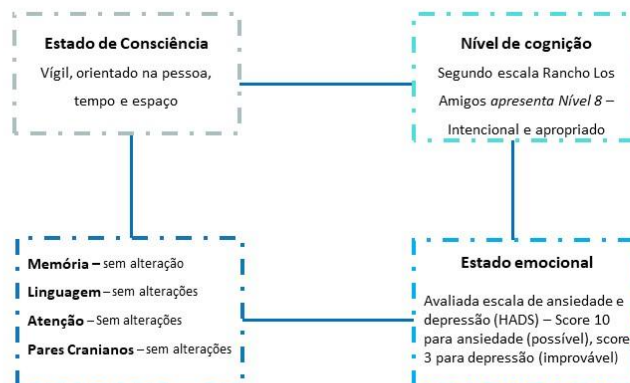 Estado de Consciência
Vígil, orientado na pessoa,
tempo e espaço
Nível de cognição
Segundo escala Rancho Los
Amigos apresenta Nível 8 –
Intencional e apropriado
Memória – sem alteração
Linguagem – sem alterações
Atenção – Sem alterações
Pares Cranianos – sem alterações
Estado emocional
Avaliada escala de ansiedade e
depressão (HADS) – Score 10
para ansiedade (possível), score
3 para depressão (improvável)